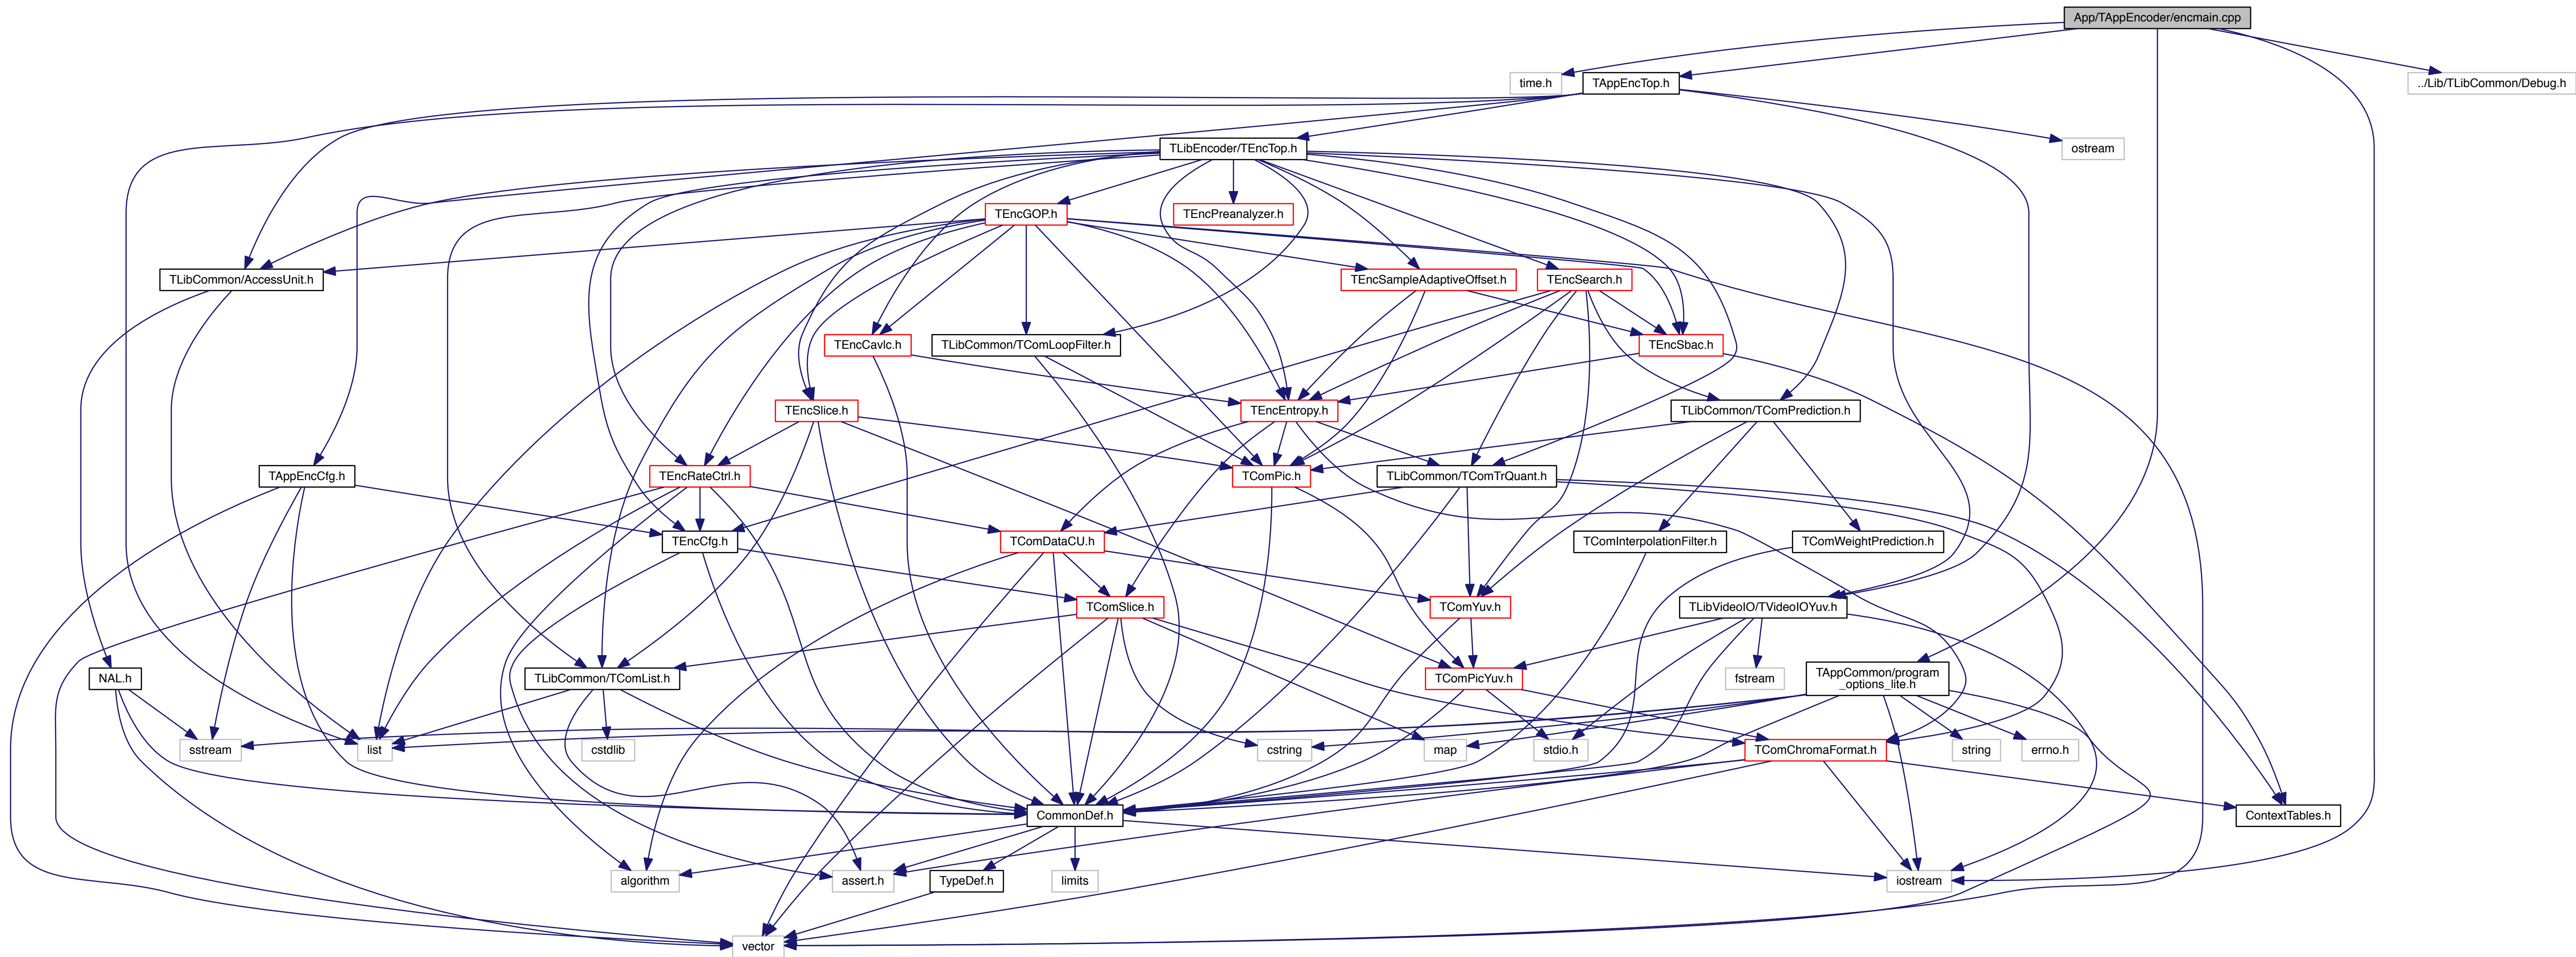 App/TAppEncoder/encmain.cpp
time.h
TAppEncTop.h
../Lib/TLibCommon/Debug.h
TLibEncoder/TEncTop.h
ostream
TEncGOP.h
TEncPreanalyzer.h
TLibCommon/AccessUnit.h
TEncSampleAdaptiveOffset.h
TEncSearch.h
TEncCavlc.h
TLibCommon/TComLoopFilter.h
TEncSbac.h
TEncSlice.h
TEncEntropy.h
TLibCommon/TComPrediction.h
TAppEncCfg.h
TEncRateCtrl.h
TComPic.h
TLibCommon/TComTrQuant.h
TEncCfg.h
TComDataCU.h
TComInterpolationFilter.h
TComWeightPrediction.h
TComSlice.h
TComYuv.h
TLibVideoIO/TVideoIOYuv.h
NAL.h
TLibCommon/TComList.h
TComPicYuv.h
fstream
TAppCommon/program
_options_lite.h
sstream
list
cstdlib
cstring
map
stdio.h
TComChromaFormat.h
string
errno.h
CommonDef.h
ContextTables.h
algorithm
assert.h
TypeDef.h
limits
iostream
vector